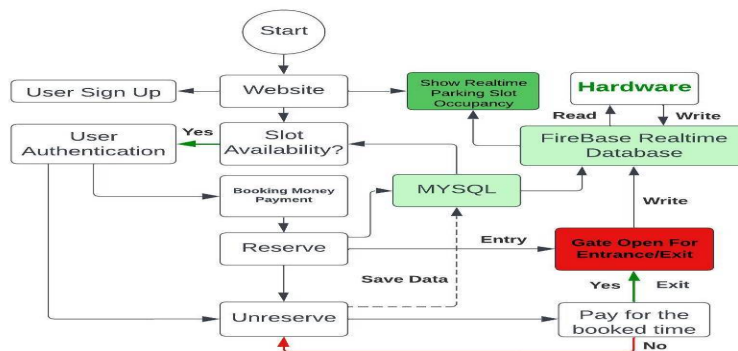 Start
User Sign Up
Website
Show Realtime
Parking Slot
Occupancy
Hardware
Read
Write
User
Authentication
Yes
Slot
Availability?
FireBase Realtime
Database
Booking Money
Payment
MYSQL
Write
Reserve
Entry
Gate Open For
Entrance/Exit
Save Data
Yes
Exit
Unreserve
Pay for the
booked time
No